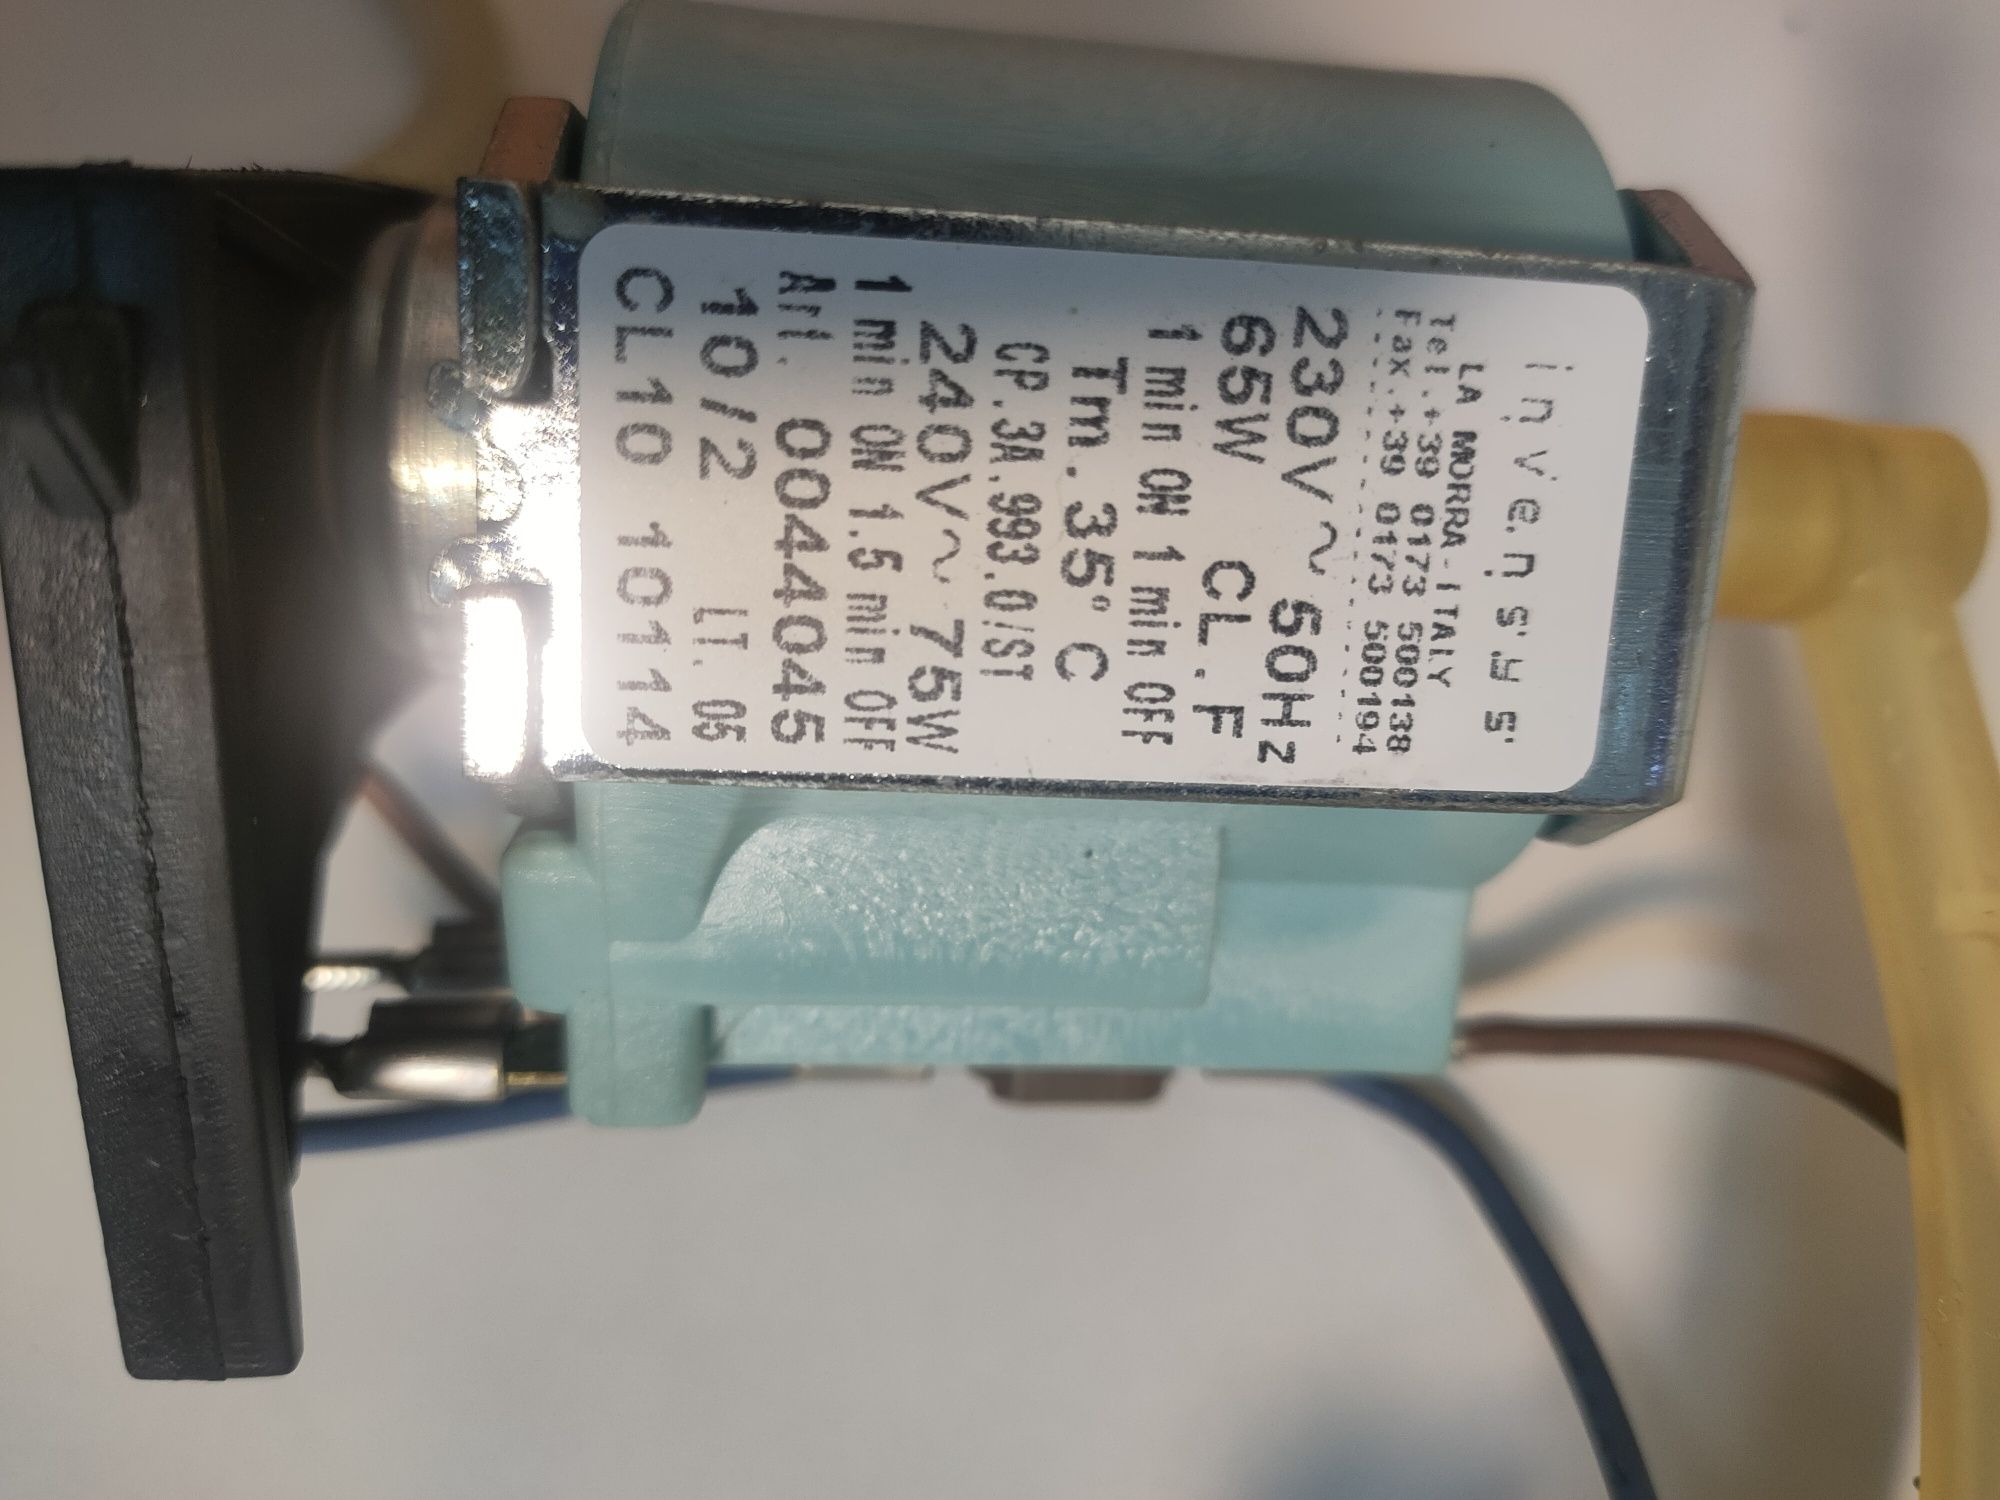 invensys
LA MORRA - ITALY
Tel.+39 0173 500138
Fax.+39 0173 500194
230V~ 50Hz
65W CL.F
1 min ON 1 min OFF
Tm.35°C
CP.3A.993.0/ST
240V~ 75W
1 min ON 1.5 min OFF
Art. 0044045
10/2 LT. 05
CL10 10114